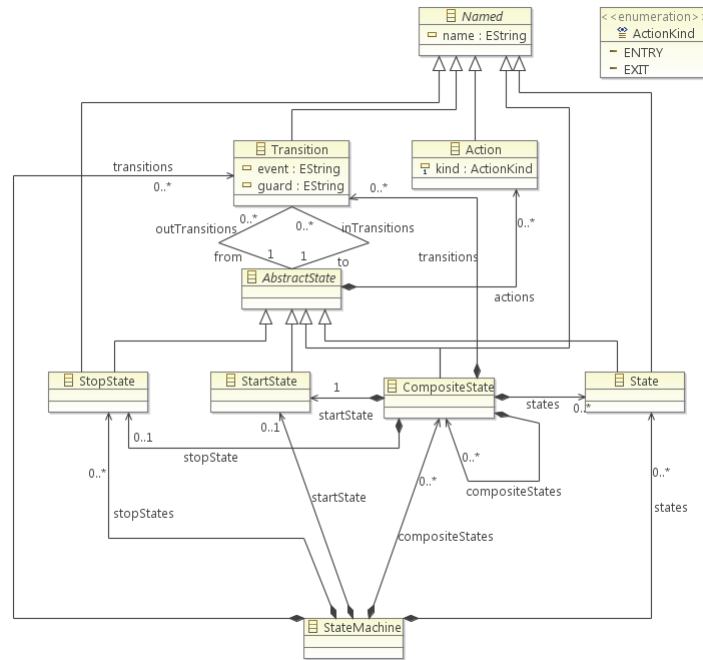 Named
name : EString
<<enumeration>>
ActionKind
ENTRY
EXIT
Transition
event : EString
guard : EString
Action
kind : ActionKind
transitions
0..*
0..*
0..*
0..*
0..*
outTransitions
inTransitions
from
1
1
to
transitions
AbstractState
actions
StopState
StartState
CompositeState
State
1
startState
states
0..*
0..1
0..1
stopState
0..*
compositeStates
0..*
0..*
0..*
startState
stopStates
states
compositeStates
StateMachine